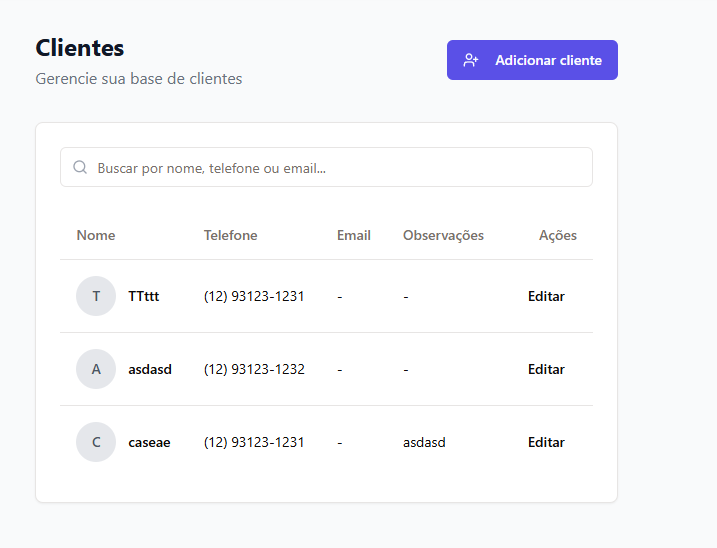 Clientes
Gerencie sua base de clientes
Adicionar cliente
Buscar por nome, telefone ou email...
Nome Telefone Email Observações Ações
T TTttt (12) 93123-1231 - - Editar
A asdasd (12) 93123-1232 - - Editar
C caseae (12) 93123-1231 - asdasd Editar